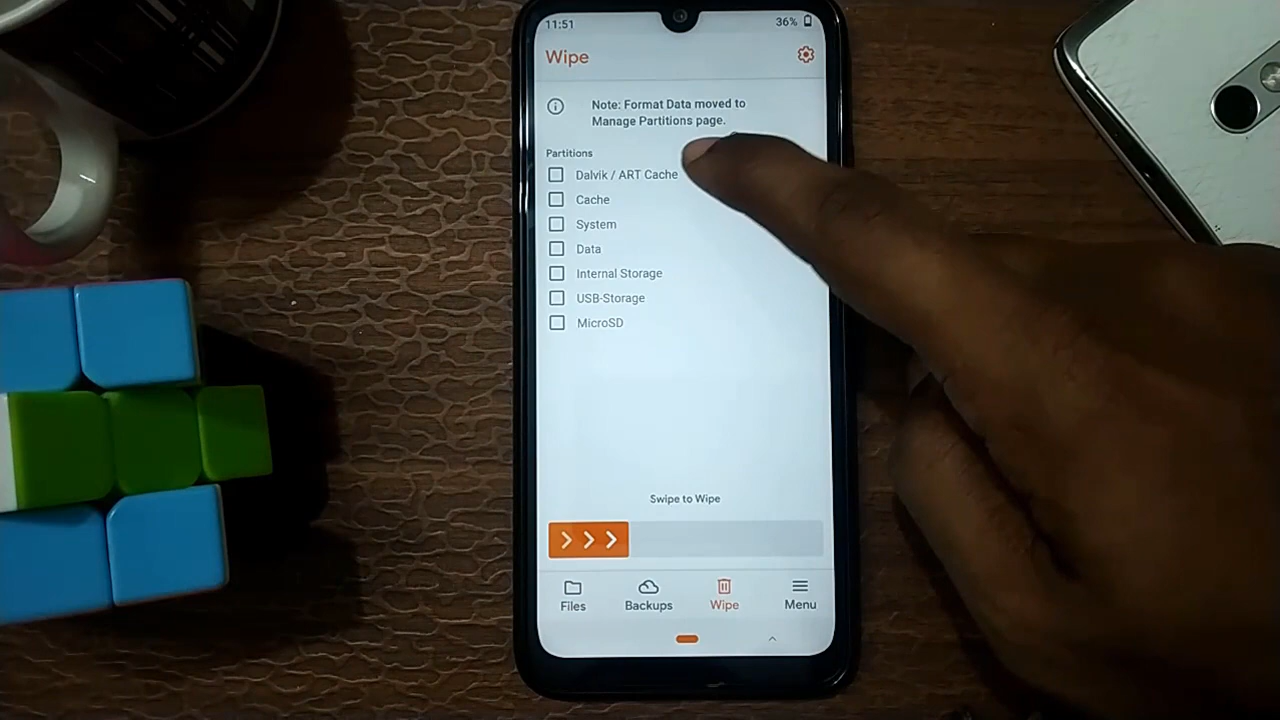 11:51
36%
Wipe
Note: Format Data moved to
Manage Partitions page.
Partitions
Dalvik / ART Cache
Cache
System
Data
Internal Storage
USB-Storage
MicroSD
Swipe to Wipe
Files
Backups
Wipe
Menu